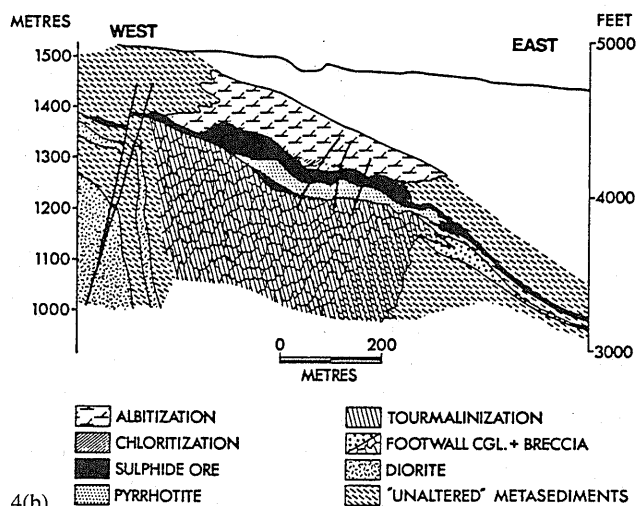 METRES
WEST
EAST
FEET
1500
1400
1300
1200
1100
1000
5000
4000
3000
0 200
METRES
ALBITIZATION
CHLORITIZATION
SULPHIDE ORE
PYRRHOTITE
TOURMALINIZATION
FOOTWALL CGL. + BRECCIA
DIORITE
"UNALTERED" METASEDIMENTS
4(b)